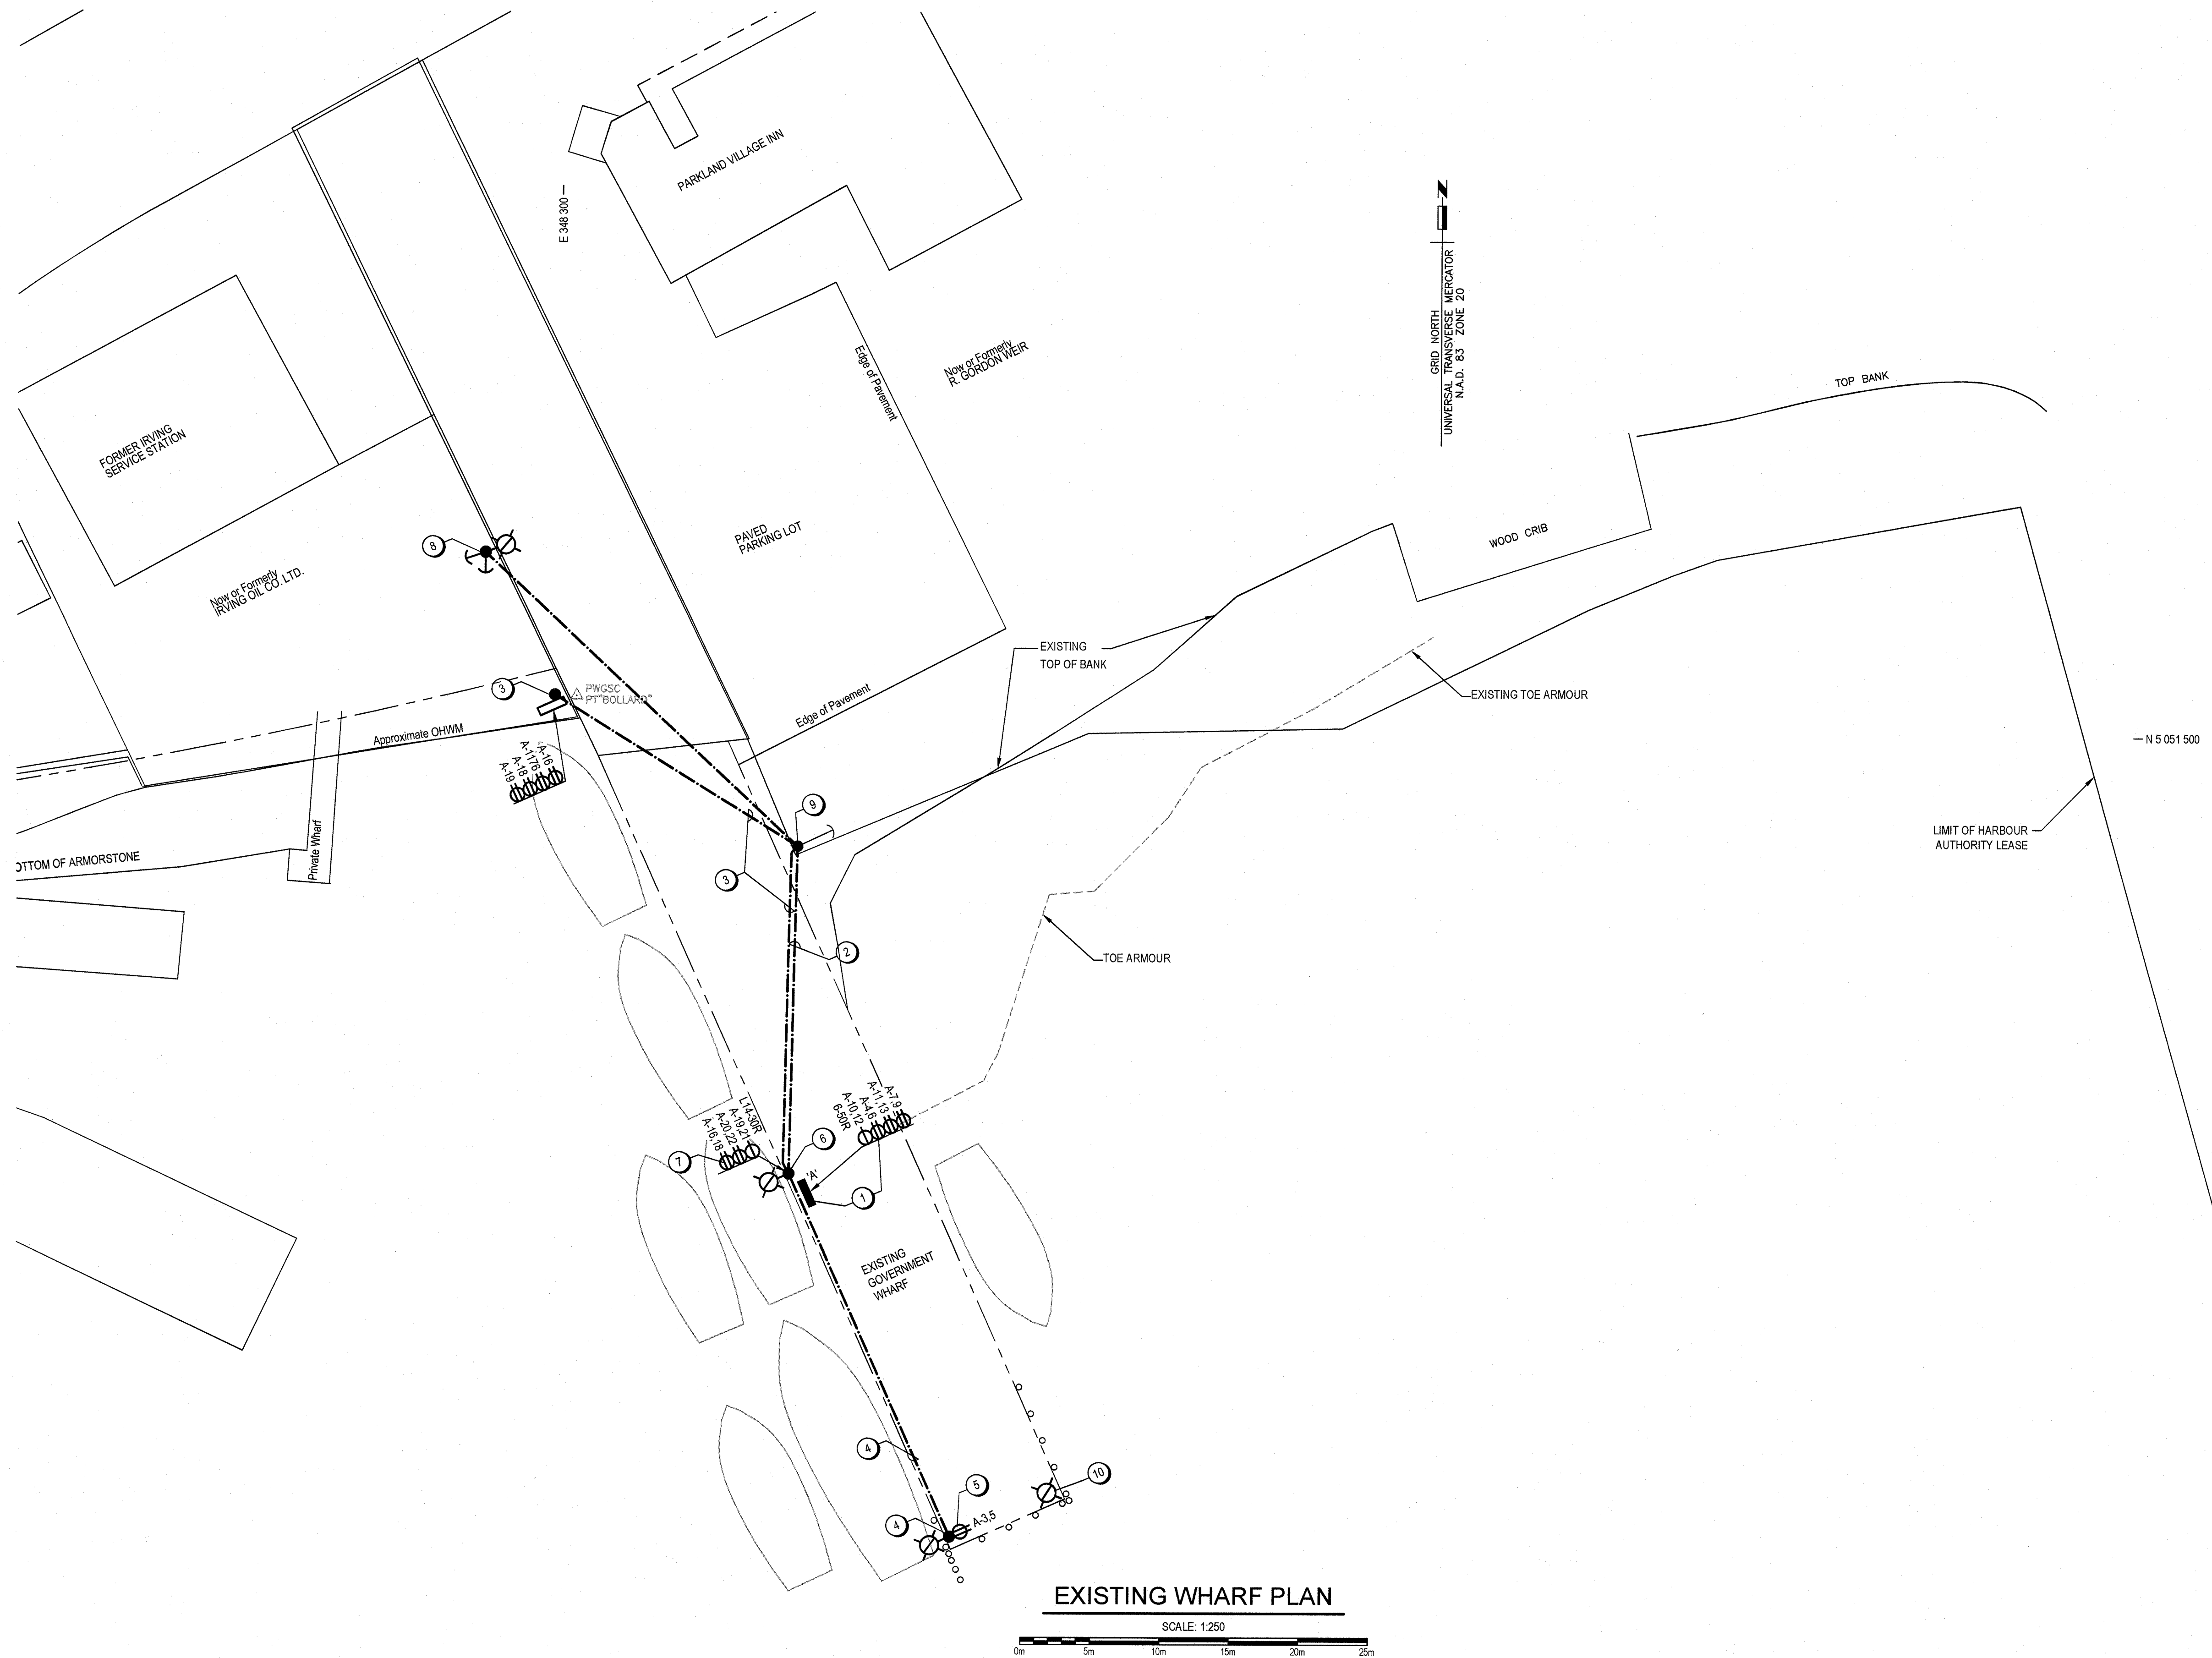 PARKLAND VILLAGE INN
E 348 300
GRID NORTH
UNIVERSAL TRANSVERSE MERCATOR
N.A.D. 83 ZONE 20
N
Now or Formerly
R. GORDON WEIR
Edge of Pavement
TOP BANK
FORMER IRVING
SERVICE STATION
PAVED
PARKING LOT
WOOD CRIB
8
Now or Formerly
IRVING OIL CO. LTD.
EXISTING
TOP OF BANK
3
PWGSC
PT"BOLLARD"
EXISTING TOE ARMOUR
Edge of Pavement
Approximate OHWM
N 5 051 500
A-19
A-18
A-1176
A-16
9
LIMIT OF HARBOUR
AUTHORITY LEASE
Private Wharf
OTTOM OF ARMORSTONE
3
2
TOE ARMOUR
L14-30R
A-19,21
A-20,22
A-16,18
A-7,9
A-11,13
A-4,6
A-10,12
6-50R
6
7
'A'
1
EXISTING
GOVERNMENT
WHARF
4
5
10
4
A-3,5
EXISTING WHARF PLAN
SCALE: 1:250
0m 5m 10m 15m 20m 25m